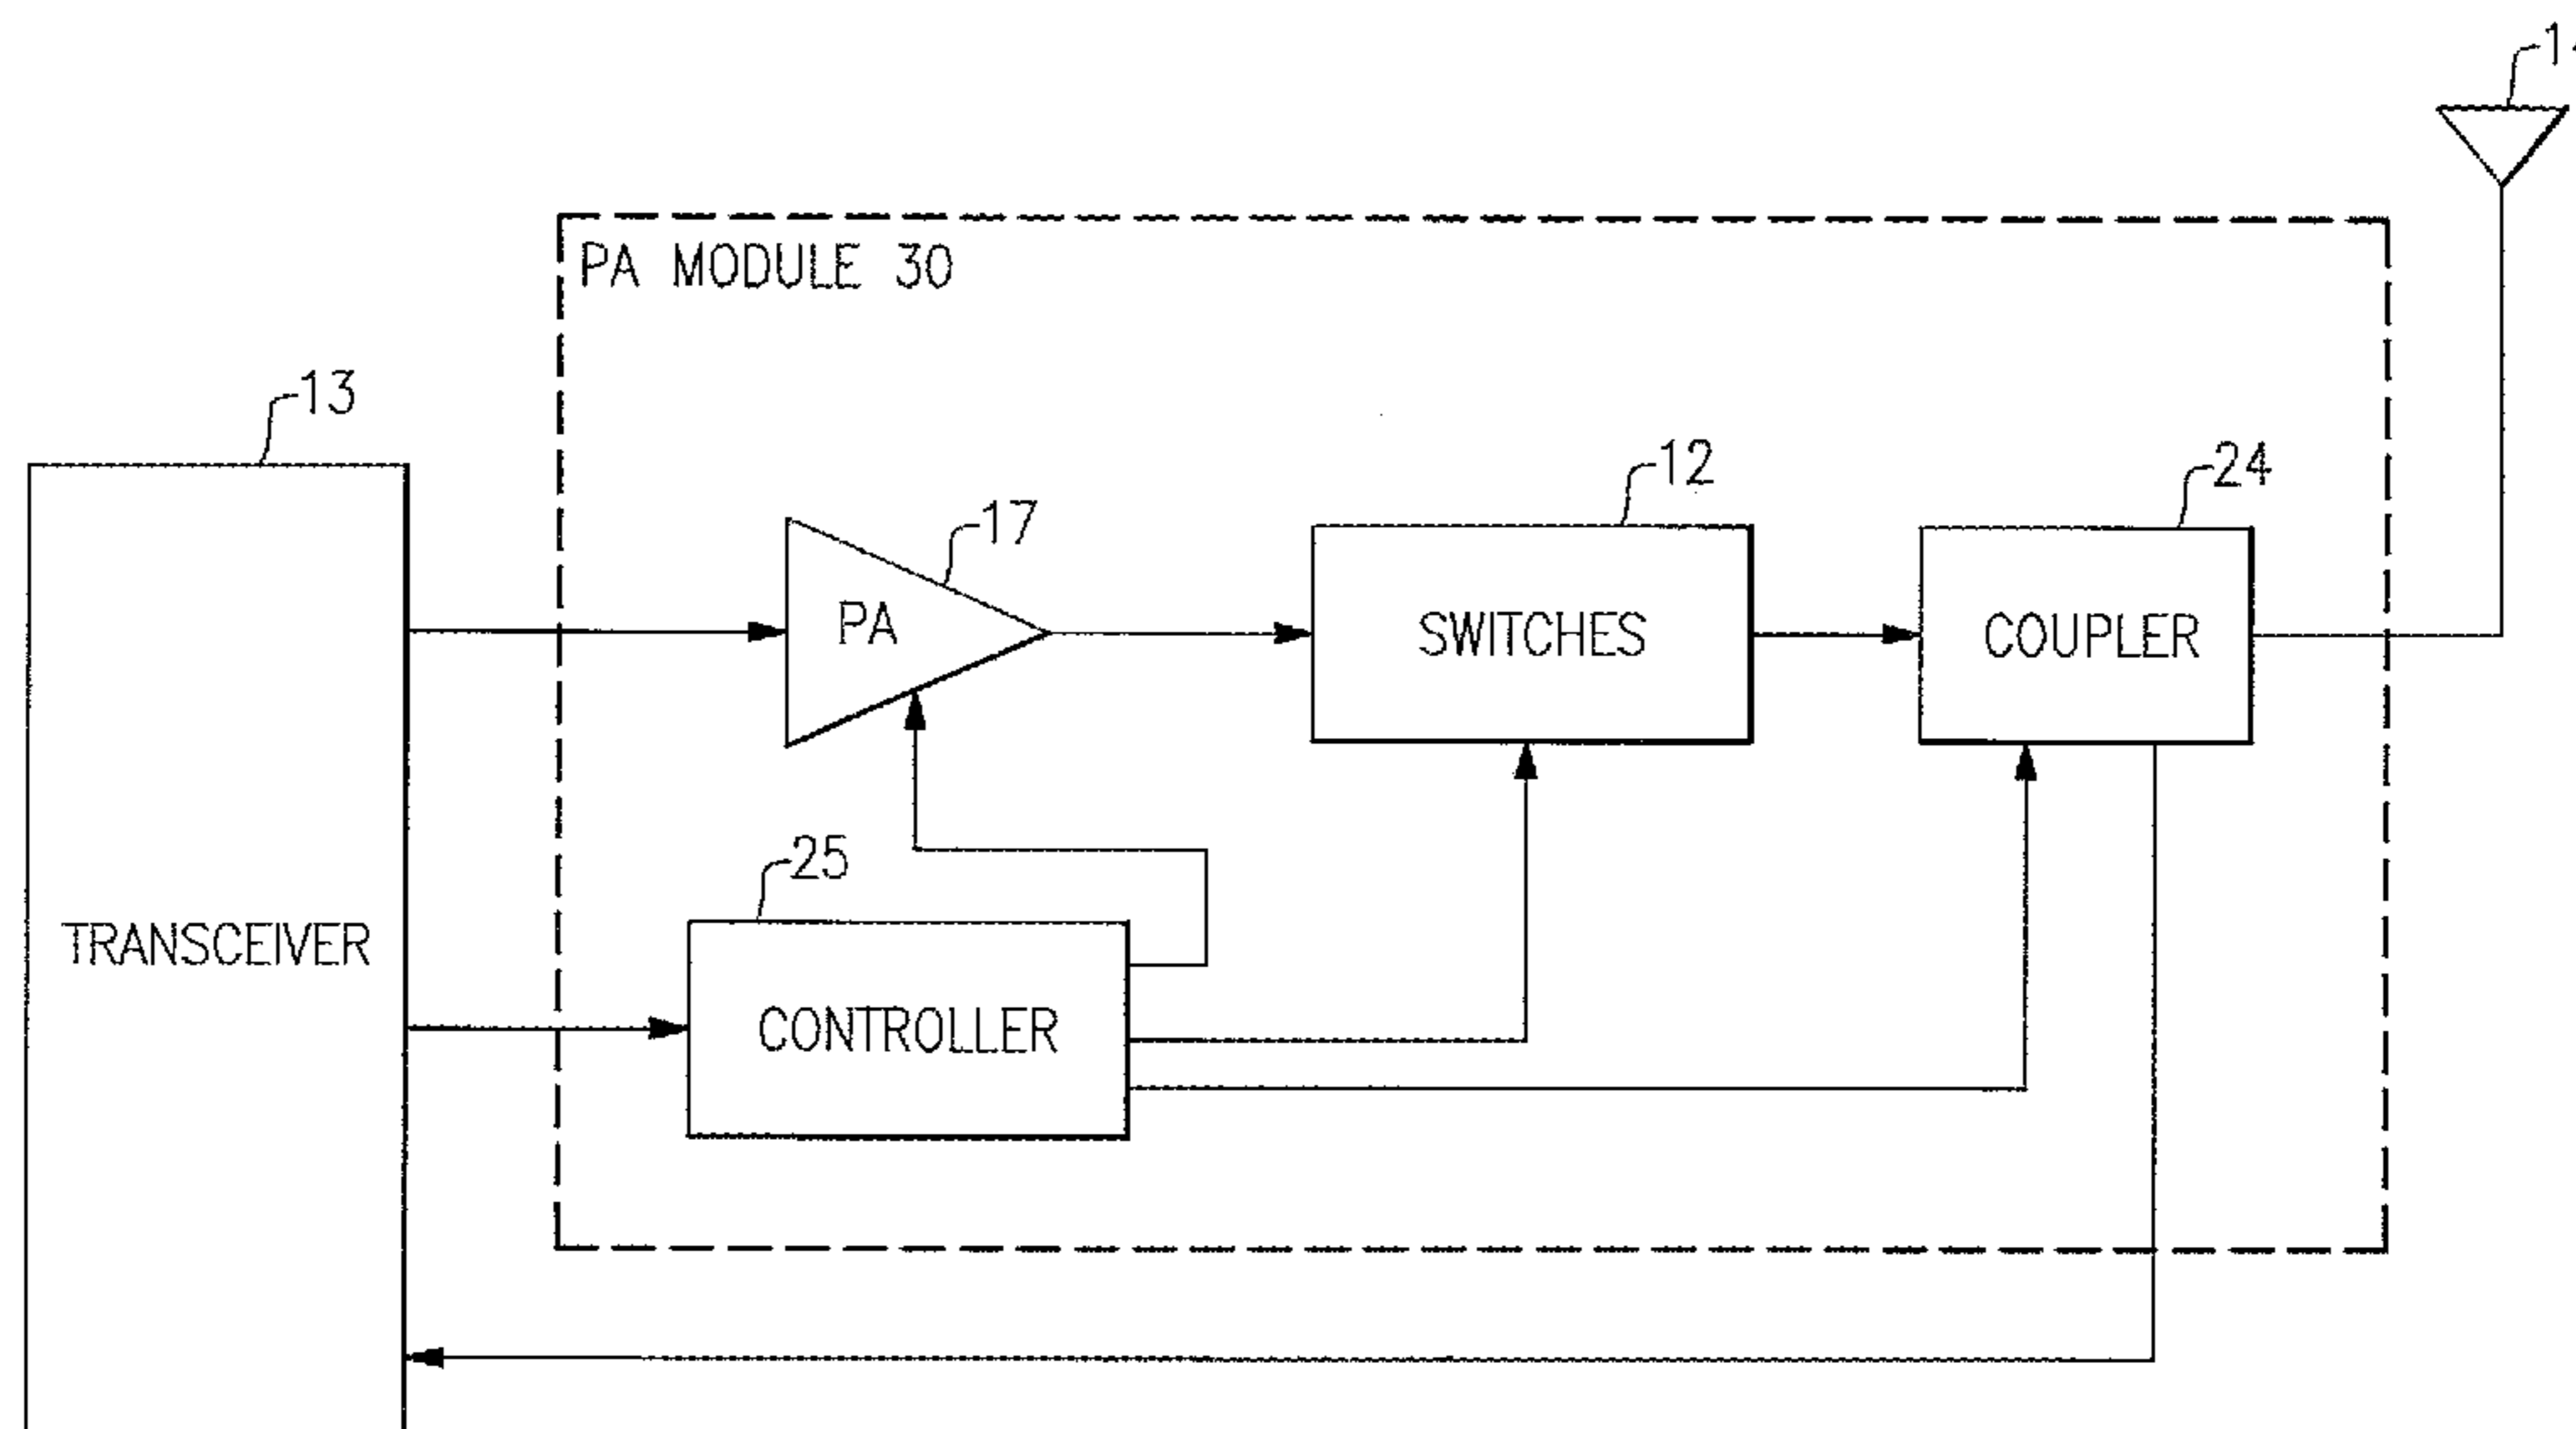 PA MODULE 30
13
17
12
24
PA
SWITCHES
COUPLER
25
TRANSCEIVER
CONTROLLER